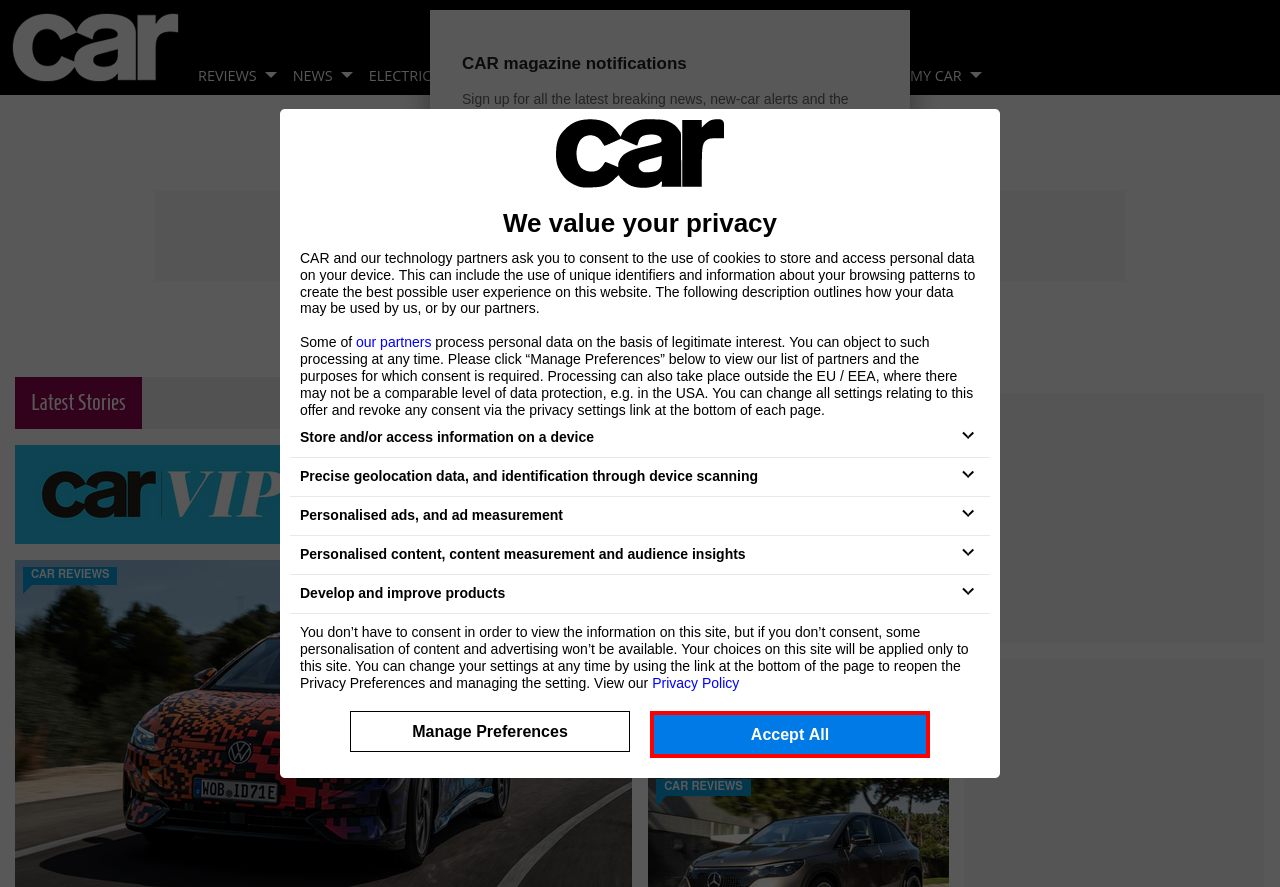 car
REVIEWS
NEWS
ELECTRIC
MY CAR
CAR magazine notifications
Sign up for all the latest breaking news, new-car alerts and the
car
We value your privacy
CAR and our technology partners ask you to consent to the use of cookies to store and access personal data
on your device. This can include the use of unique identifiers and information about your browsing patterns to
create the best possible user experience on this website. The following description outlines how your data
may be used by us, or by our partners.
Some of our partners process personal data on the basis of legitimate interest. You can object to such
processing at any time. Please click “Manage Preferences” below to view our list of partners and the
purposes for which consent is required. Processing can also take place outside the EU / EEA, where there
may not be a comparable level of data protection, e.g. in the USA. You can change all settings relating to this
offer and revoke any consent via the privacy settings link at the bottom of each page.
Store and/or access information on a device
Precise geolocation data, and identification through device scanning
Personalised ads, and ad measurement
Personalised content, content measurement and audience insights
Develop and improve products
You don’t have to consent in order to view the information on this site, but if you don’t consent, some
personalisation of content and advertising won’t be available. Your choices on this site will be applied only to
this site. You can change your settings at any time by using the link at the bottom of the page to reopen the
Privacy Preferences and managing the setting. View our Privacy Policy
Manage Preferences
Accept All
Latest Stories
car VIP
CAR REVIEWS
WOB ID71E
CAR REVIEWS